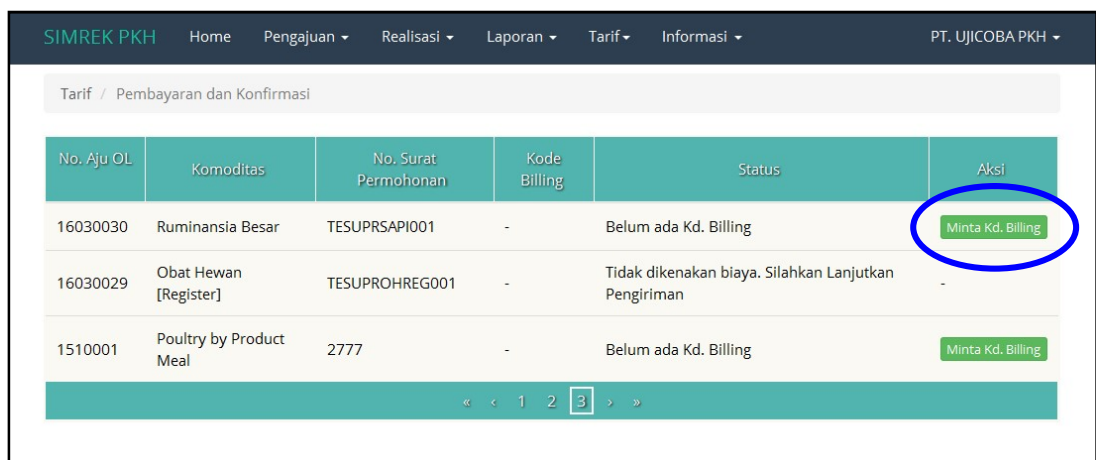 SIMREK PKH Home Pengajuan Realisasi Laporan Tarif Informasi PT. UJICOBA PKH
Tarif / Pembayaran dan Konfirmasi
No. Aju OL Komoditas No. Surat Permohonan Kode Billing Status Aksi
16030030 Ruminansia Besar TESUPRSAPI001 - Belum ada Kd. Billing Minta Kd. Billing
16030029 Obat Hewan [Register] TESUPROHREG001 - Tidak dikenakan biaya. Silahkan Lanjutkan Pengiriman -
1510001 Poultry by Product Meal 2777 - Belum ada Kd. Billing Minta Kd. Billing
« ‹ 1 2 3 › »